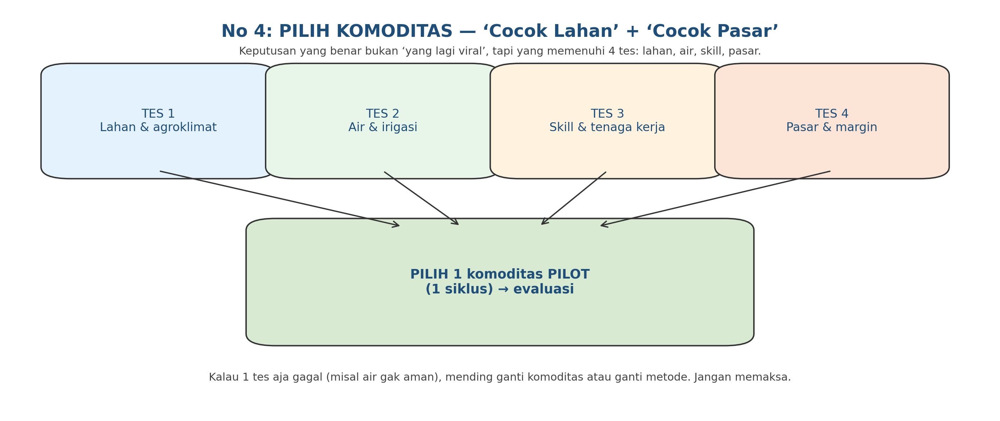 No 4: PILIH KOMODITAS — ‘Cocok Lahan’ + ‘Cocok Pasar’
Keputusan yang benar bukan ‘yang lagi viral’, tapi yang memenuhi 4 tes: lahan, air, skill, pasar.
TES 1
Lahan & agroklimat
TES 2
Air & irigasi
TES 3
Skill & tenaga kerja
TES 4
Pasar & margin
PILIH 1 komoditas PILOT
(1 siklus) → evaluasi
Kalau 1 tes aja gagal (misal air gak aman), mending ganti komoditas atau ganti metode. Jangan memaksa.